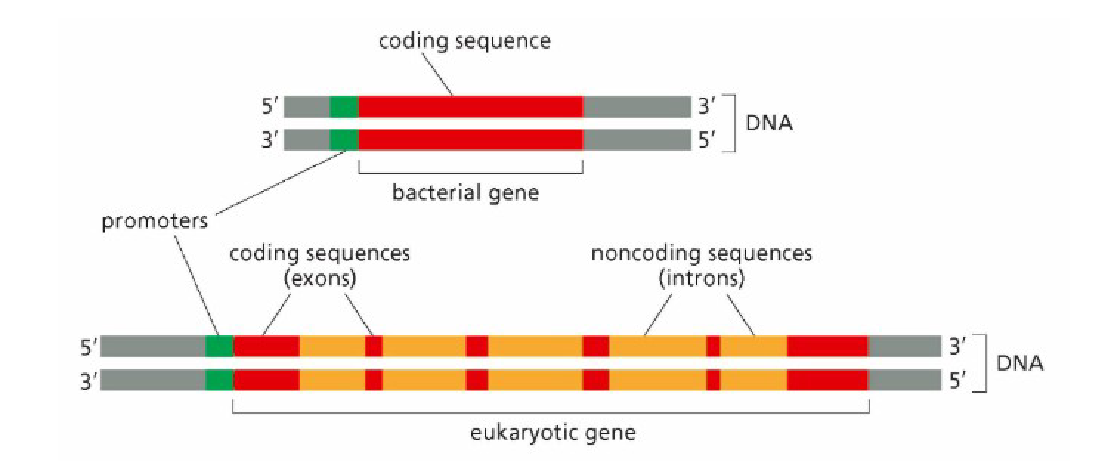 coding sequence
5′ 3′
DNA
3′ 5′
bacterial gene
promoters
coding sequences
(exons)
noncoding sequences
(introns)
5′ 3′
DNA
3′ 5′
eukaryotic gene